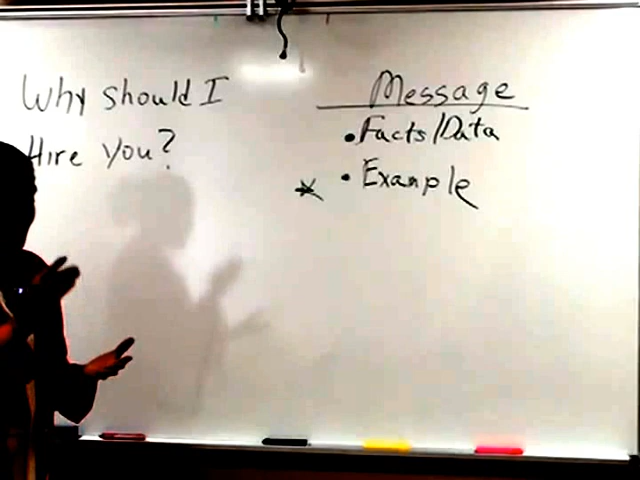 Why should I
Hire You?
Message
• Facts/Data
• Example